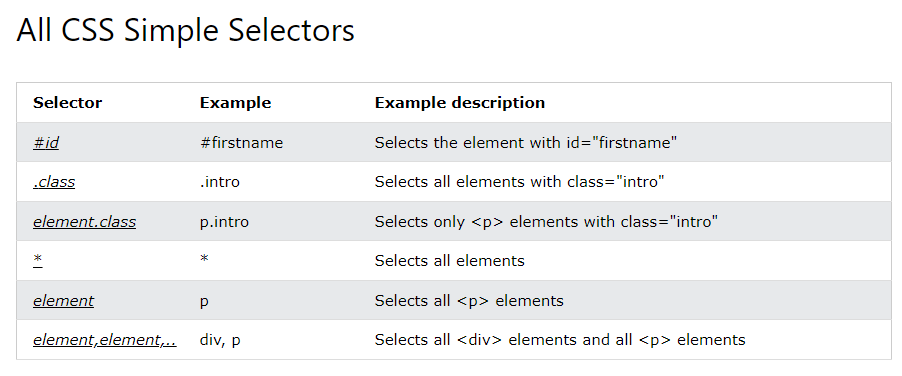 All CSS Simple Selectors
Selector Example Example description
#id #firstname Selects the element with id="firstname"
.class .intro Selects all elements with class="intro"
element.class p.intro Selects only <p> elements with class="intro"
* * Selects all elements
element p Selects all <p> elements
element,element,.. div, p Selects all <div> elements and all <p> elements